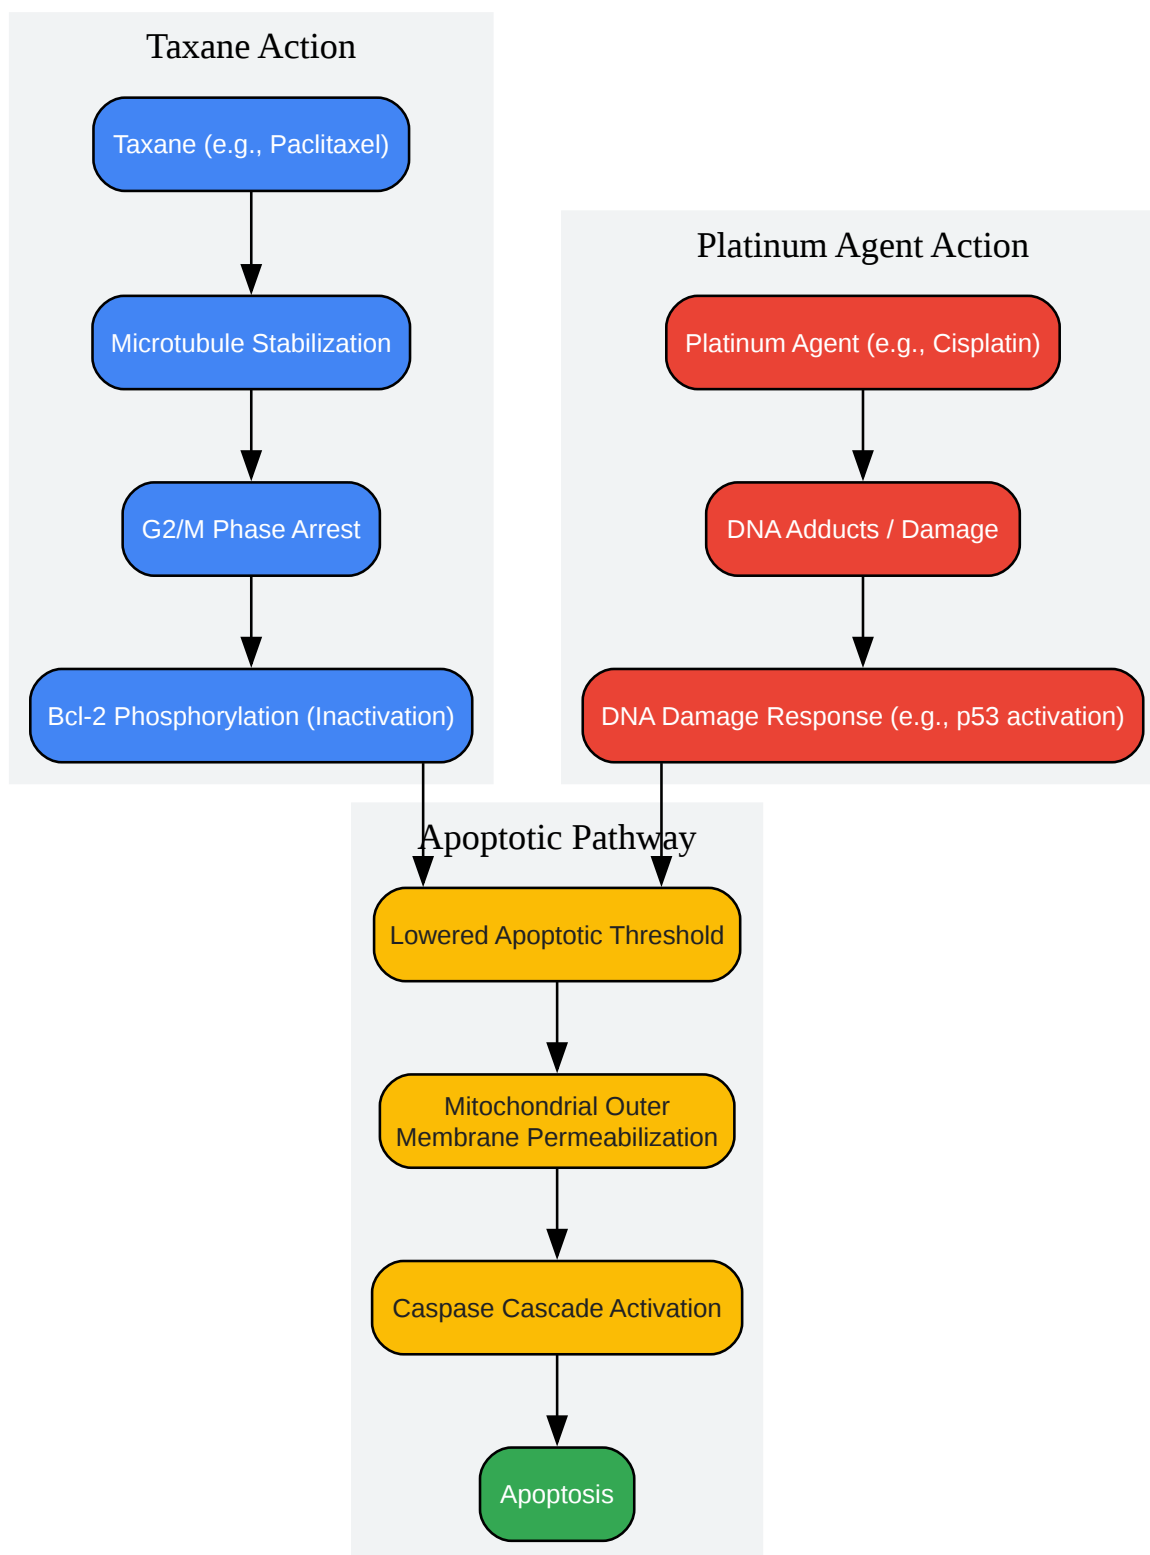 Taxane Action
Taxane (e.g., Paclitaxel)
Microtubule Stabilization
G2/M Phase Arrest
Bcl-2 Phosphorylation (Inactivation)
Platinum Agent Action
Platinum Agent (e.g., Cisplatin)
DNA Adducts / Damage
DNA Damage Response (e.g., p53 activation)
Apoptotic Pathway
Lowered Apoptotic Threshold
Mitochondrial Outer
Membrane Permeabilization
Caspase Cascade Activation
Apoptosis